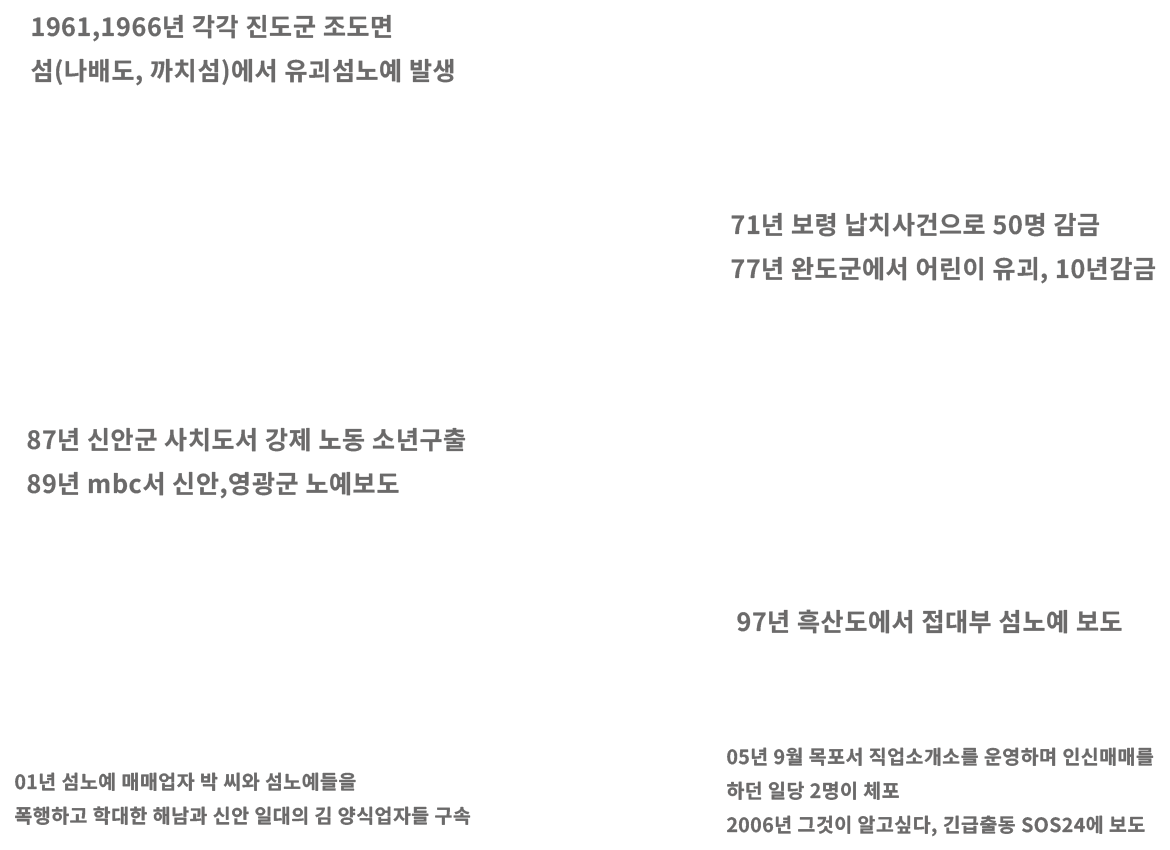 1961,1966년 각각 진도군 조도면
섬(나배도, 까치섬)에서 유괴섬노예 발생
71년 보령 납치사건으로 50명 감금
77년 완도군에서 어린이 유괴, 10년감금
87년 신안군 사치도서 강제 노동 소년구출
89년 mbc서 신안,영광군 노예보도
97년 흑산도에서 접대부 섬노예 보도
01년 섬노예 매매업자 박 씨와 섬노예들을
폭행하고 학대한 해남과 신안 일대의 김 양식업자들 구속
05년 9월 목포서 직업소개소를 운영하며 인신매매를
하던 일당 2명이 체포
2006년 그것이 알고싶다, 긴급출동 SOS24에 보도